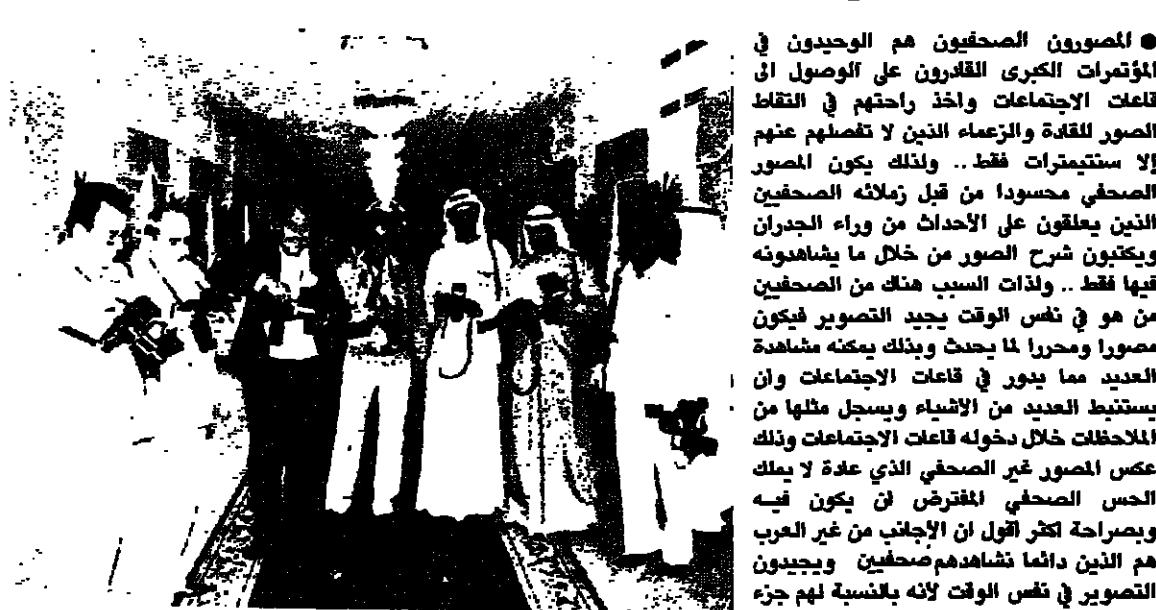 ● المصورون الصحفيون هم الوحيدون في
المؤتمرات الكبرى القادرون على الوصول الى
قاعات الاجتماعات واخذ راحتهم في التقاط
الصور للقادة والزعماء الذين لا تفصلهم عنهم
إلا سنتيمترات فقط .. ولذلك يكون المصور
الصحفي محسودا من قبل زملائه الصحفيين
الذين يعلقون على الأحداث من وراء الجدران
ويكتبون شرح الصور من خلال ما يشاهدونه
فيها فقط .. ولذات السبب هناك من الصحفيين
من هو في نفس الوقت يجيد التصوير فيكون
مصورا ومحررا لما يحدث وبذلك يمكنه مشاهدة
العديد مما يدور في قاعات الاجتماعات وان
يستنبط العديد من الاشياء ويسجل مثلها من
الملاحظات خلال دخوله قاعات الاجتماعات وذلك
عكس المصور غير الصحفي الذي عادة لا يملك
الحس الصحفي المفترض ان يكون فيه
وبصراحة اكثر أقول ان الأجانب من غير العرب
هم الذين دائما نشاهدهم صحفيين ويجيدون
التصوير في نفس الوقت لأنه بالنسبة لهم جزء